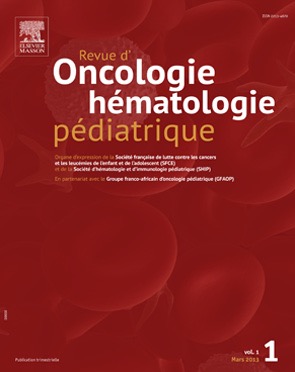 ELSEVIER
MASSON
Revue d'
Oncologie
hématologie
pédiatrique
Organe d'expression de la Société française de lutte contre les cancers
et les leucémies de l'enfant et de l'adolescent (SFCE)
et de la Société d'hématologie et d'immunologie pédiatrique (SHIP)
En partenariat avec le Groupe franco-africain d'oncologie pédiatrique (GFAOP)
vol. 1
1
Mars 2013
Publication trimestrielle